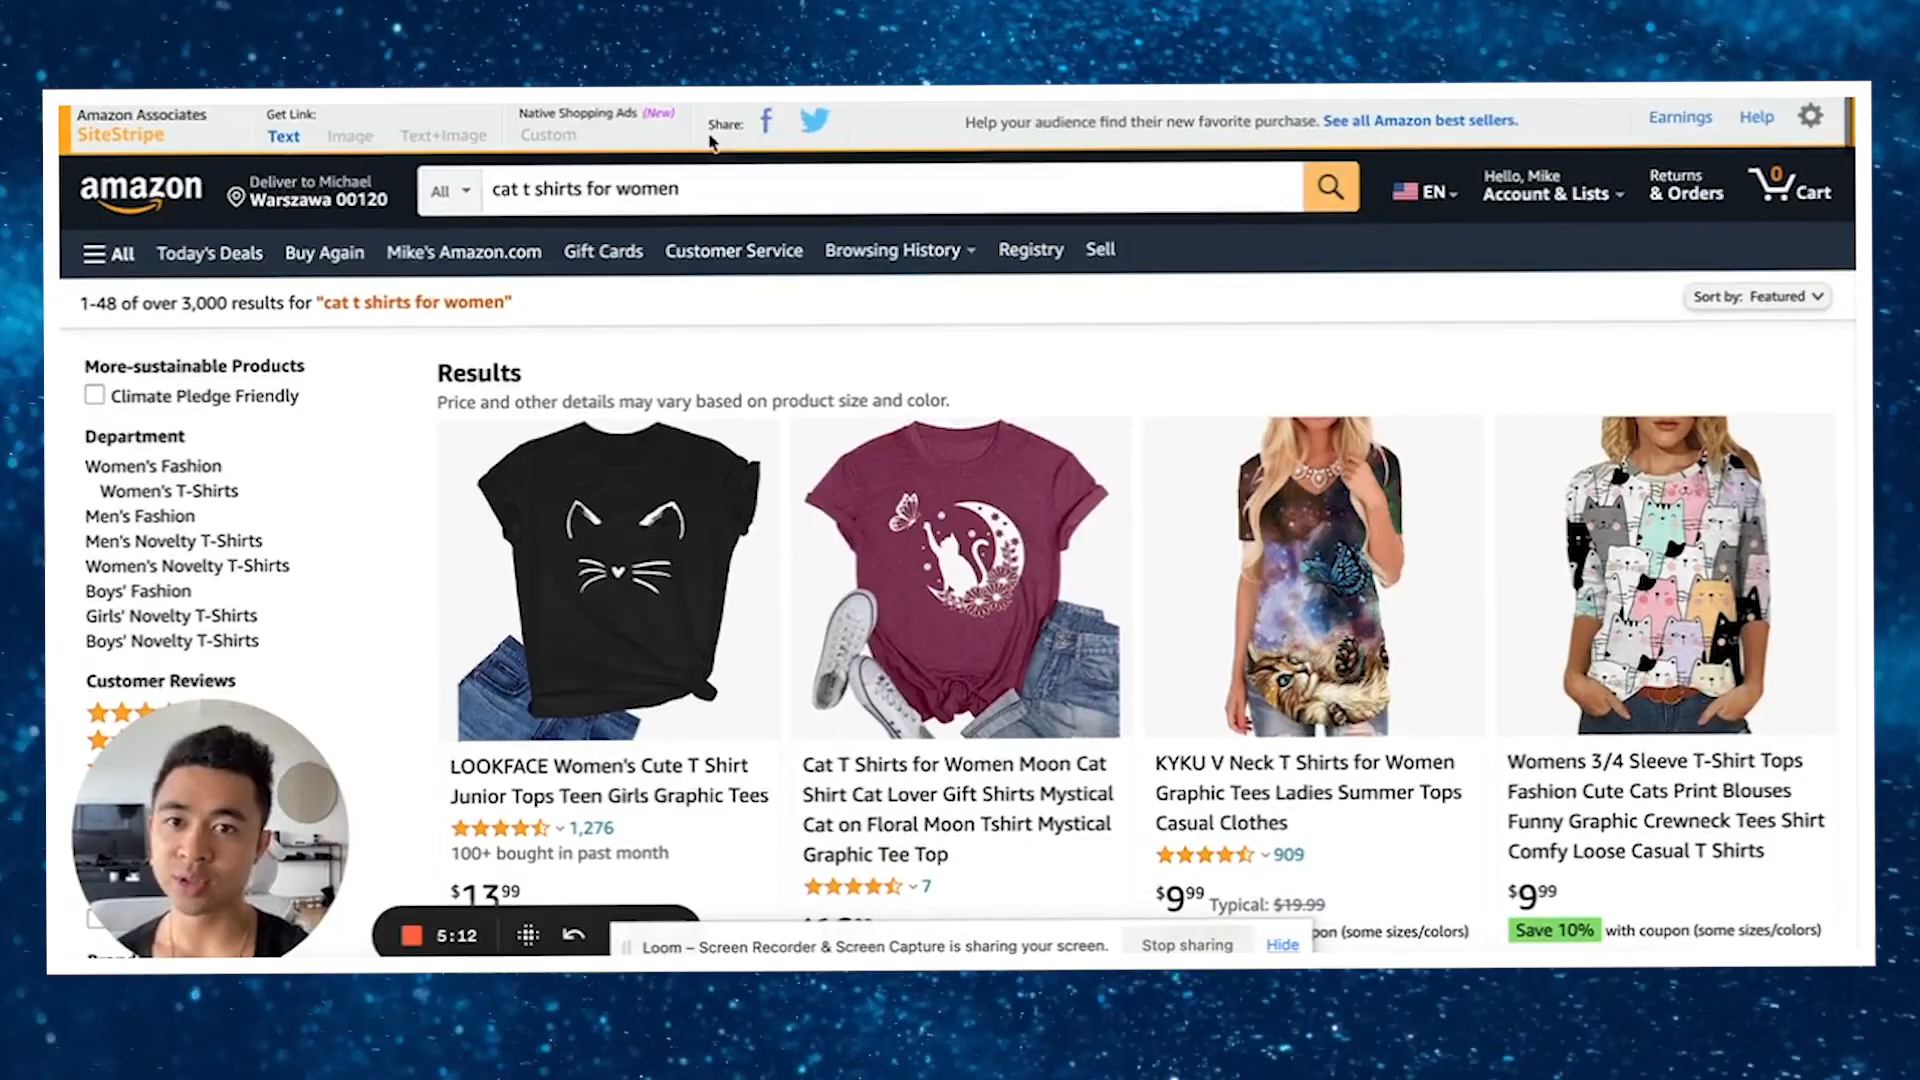 Amazon Associates
SiteStripe
Get Link:
Text Image Text+Image
Native Shopping Ads (New)
Custom
Share:
Help your audience find their new favorite purchase. See all Amazon best sellers.
Earnings Help
amazon
Deliver to Michael
Warszawa 00120
All
cat t shirts for women
EN
Hello, Mike
Account & Lists
Returns
& Orders
0
Cart
All Today's Deals Buy Again Mike's Amazon.com Gift Cards Customer Service Browsing History Registry Sell
1-48 of over 3,000 results for "cat t shirts for women"
Sort by: Featured
More-sustainable Products
Climate Pledge Friendly
Department
Women's Fashion
Women's T-Shirts
Men's Fashion
Men's Novelty T-Shirts
Women's Novelty T-Shirts
Boys' Fashion
Girls' Novelty T-Shirts
Boys' Novelty T-Shirts
Customer Reviews
Results
Price and other details may vary based on product size and color.
LOOKFACE Women's Cute T Shirt
Junior Tops Teen Girls Graphic Tees
1,276
100+ bought in past month
$13.99
Cat T Shirts for Women Moon Cat
Shirt Cat Lover Gift Shirts Mystical
Cat on Floral Moon Tshirt Mystical
Graphic Tee Top
7
KYKU V Neck T Shirts for Women
Graphic Tees Ladies Summer Tops
Casual Clothes
909
$9.99 Typical: $19.99
(some sizes/colors)
Womens 3/4 Sleeve T-Shirt Tops
Fashion Cute Cats Print Blouses
Funny Graphic Crewneck Tees Shirt
Comfy Loose Casual T Shirts
$9.99
Save 10% with coupon (some sizes/colors)
5:12
Loom – Screen Recorder & Screen Capture is sharing your screen.
Stop sharing
Hide